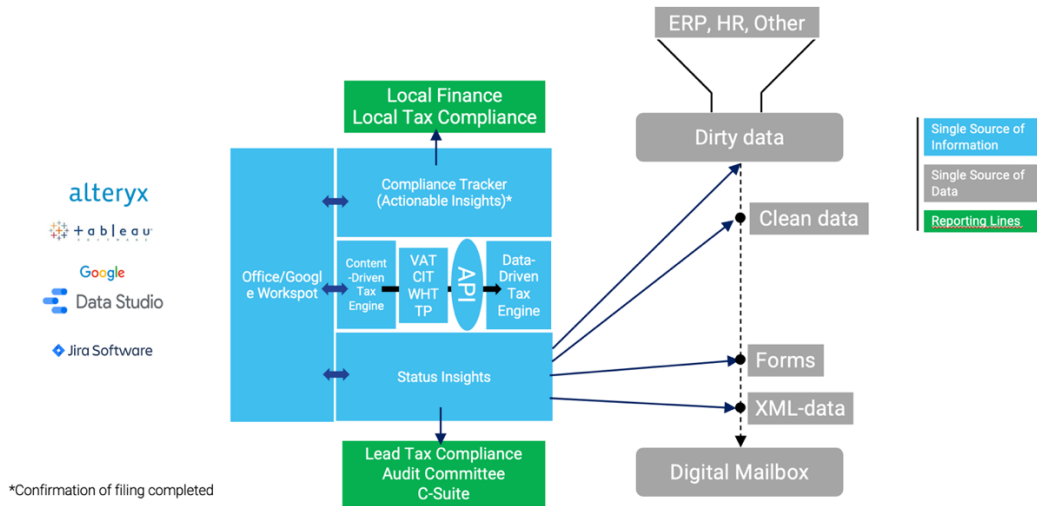 ERP, HR, Other
Local Finance
Local Tax Compliance
Dirty data
Single Source of
Information
Single Source of
Data
Reporting Lines
alteryx
+ a b l e a u
SOFTWARE
Google
Data Studio
Jira Software
Compliance Tracker
(Actionable Insights)*
Clean data
Office/Googl
e Workspot
Content
-Driven
Tax
Engine
VAT
CIT
WHT
TP
API
Data-
Driven
Tax
Engine
Status Insights
Forms
XML-data
Lead Tax Compliance
Audit Committee
C-Suite
Digital Mailbox
*Confirmation of filing completed